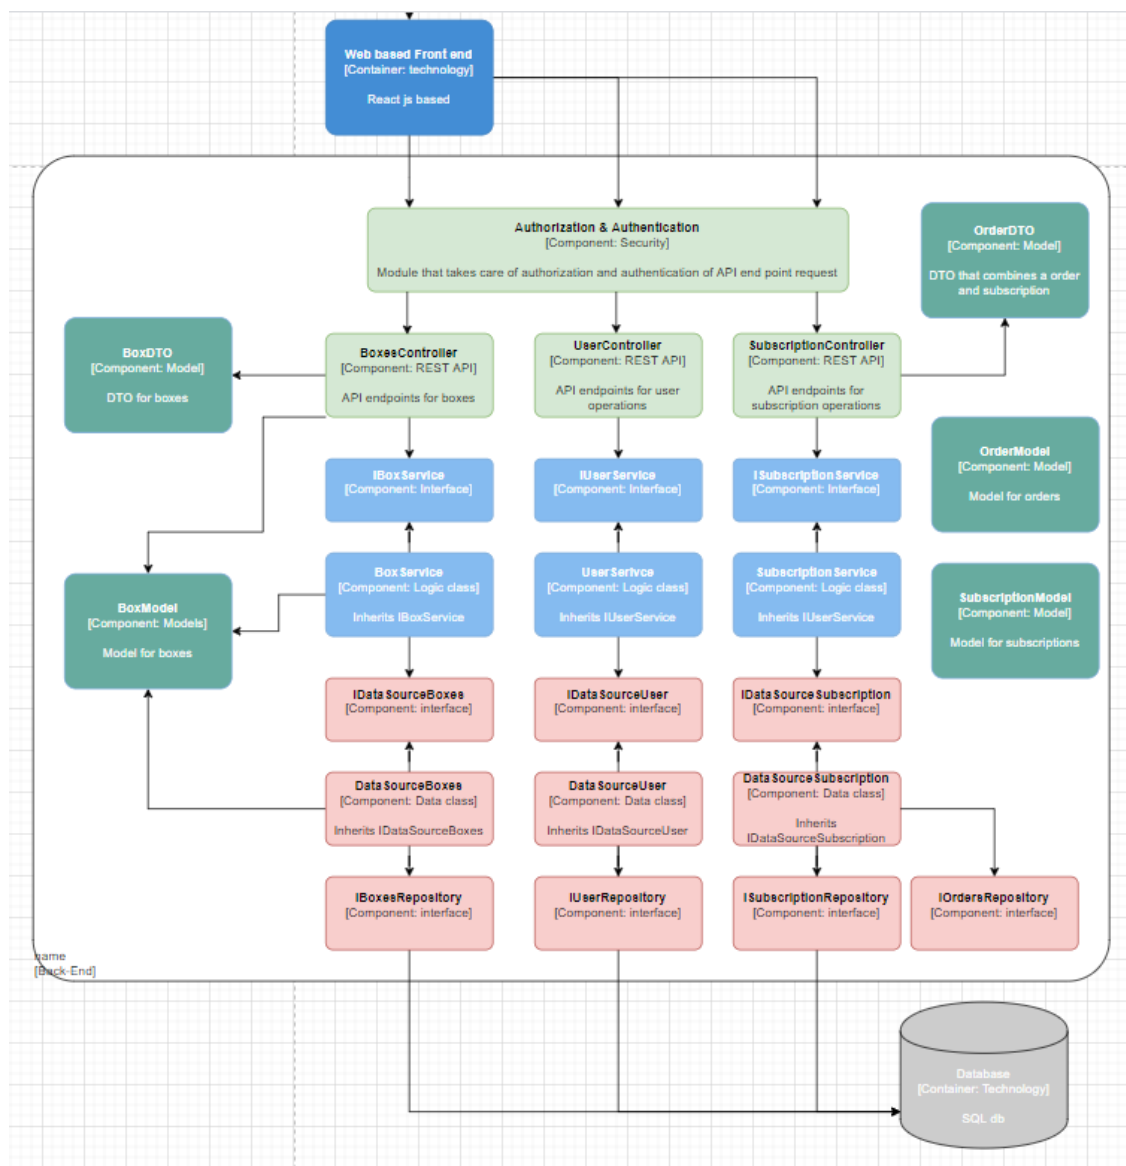 Web based Front end
[Container: technology]
React js based
Authorization & Authentication
[Component: Security]
Module that takes care of authorization and authentication of API end point request
OrderDTO
[Component: Model]
DTO that combines a order
and subscription
BoxDTO
[Component: Model]
DTO for boxes
BoxesController
[Component: REST API]
API endpoints for boxes
UserController
[Component: REST API]
API endpoints for user
operations
SubscriptionController
[Component: REST API]
API endpoints for
subscription operations
OrderModel
[Component: Model]
Model for orders
IBoxService
[Component: Interface]
IUserService
[Component: Interface]
ISubscriptionService
[Component: Interface]
BoxModel
[Component: Models]
Model for boxes
BoxService
[Component: Logic class]
Inherits IBoxService
UserSerivce
[Component: Logic class]
Inherits IUserService
SubscriptionService
[Component: Logic class]
Inherits IUserService
SubscriptionModel
[Component: Model]
Model for subscriptions
IDataSourceBoxes
[Component: interface]
IDataSourceUser
[Component: interface]
IDataSourceSubscription
[Component: interface]
DataSourceBoxes
[Component: Data class]
Inherits IDataSourceBoxes
DataSourceUser
[Component: Data class]
Inherits IDataSourceUser
DataSourceSubscription
[Component: Data class]
Inherits
IDataSourceSubscription
IBoxesRepository
[Component: interface]
IUserRepository
[Component: interface]
ISubscriptionRepository
[Component: interface]
IOrdersRepository
[Component: interface]
name
[Back-End]
Database
[Container: Technology]
SQL db